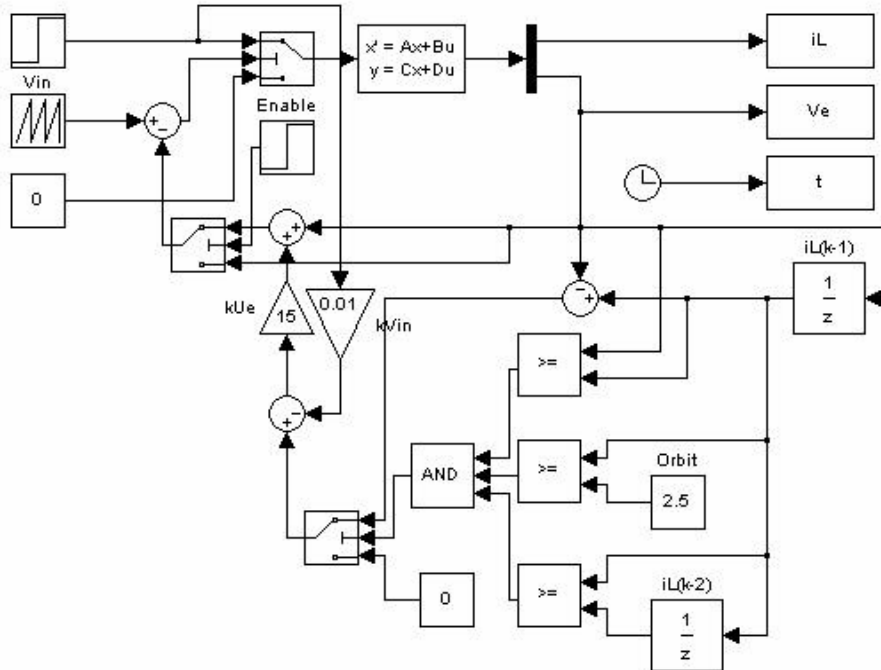 x' = Ax+Bu
y = Cx+Du
iL
Vin
Enable
Ve
0
t
iL(k-1)
1
z
kUe
15
0.01
kVin
>=
AND
>=
Orbit
2.5
>=
0
iL(k-2)
1
z